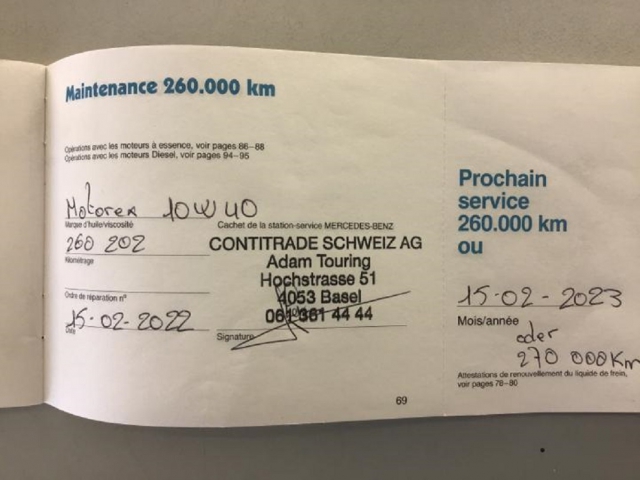 Maintenance 260.000 km
Opérations avec les moteurs à essence, voir pages 86–88
Opérations avec les moteurs Diesel, voir pages 94–95
Motorex 10W40
Marque d'huile/viscosité
260 202
Kilométrage
Ordre de réparation n°
15-02-2022
Date
Cachet de la station-service MERCEDES-BENZ
CONTITRADE SCHWEIZ AG
Adam Touring
Hochstrasse 51
4053 Basel
061 361 44 44
Signature
69
Prochain
service
260.000 km
ou
15-02-2023
Mois/année
oder
270 000 Km
Attestations de renouvellement du liquide de frein,
voir pages 78–80